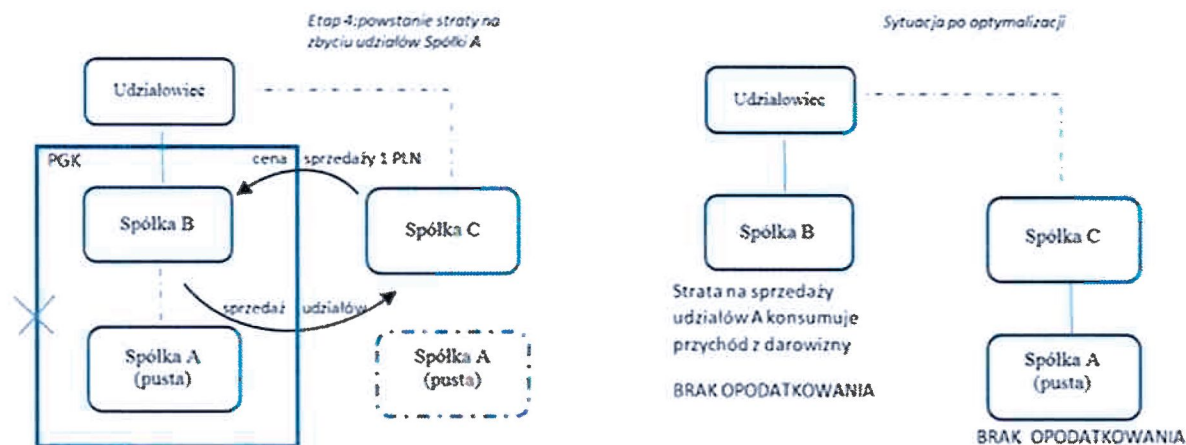 Etap 4:powstanie straty na
zbyciu udziałów Spółki A
Udziałowiec
PGK
cena sprzedaży 1 PLN
Spółka B
Spółka C
sprzedaż udziałów
Spółka A
(pusta)
Spółka A
(pusta)
Sytuacja po optymalizacji
Udziałowiec
Spółka B
Spółka C
Strata na sprzedaży
udziałów A konsumuje
przychód z darowizny
BRAK OPODATKOWANIA
Spółka A
(pusta)
BRAK OPODATKOWANIA